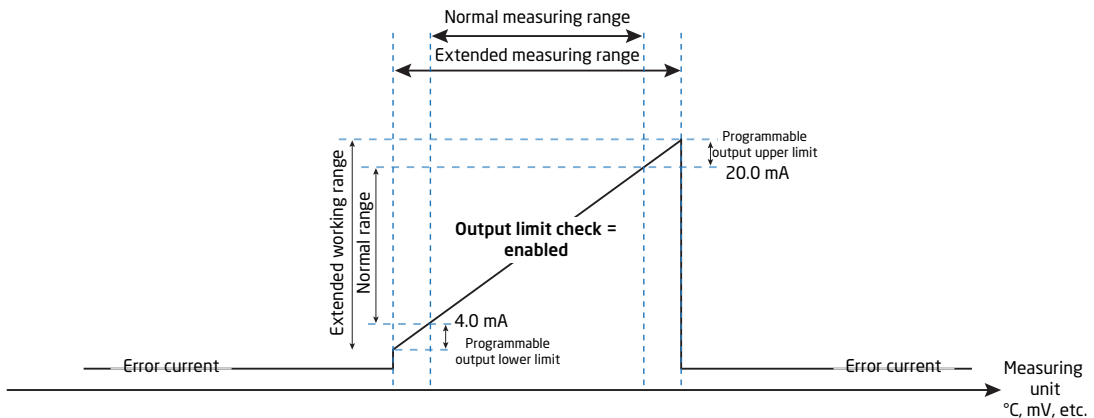 Normal measuring range
Extended measuring range
Programmable
output upper limit
20.0 mA
Extended working range
Normal range
Output limit check =
enabled
4.0 mA
Programmable
output lower limit
Error current
Error current
Measuring
unit
°C, mV, etc.